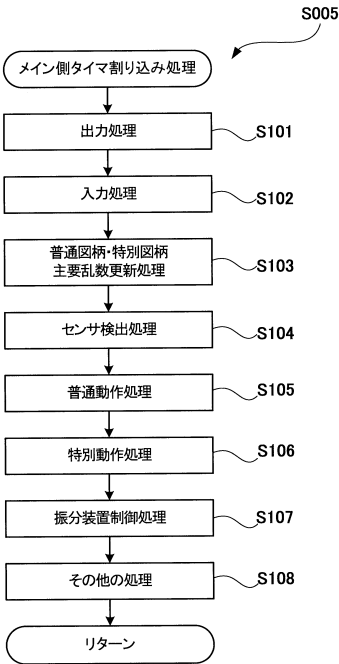 S005
メイン側タイマ割り込み処理
出力処理
S101
入力処理
S102
普通図柄・特別図柄
主要乱数更新処理
S103
センサ検出処理
S104
普通動作処理
S105
特別動作処理
S106
振分装置制御処理
S107
その他の処理
S108
リターン